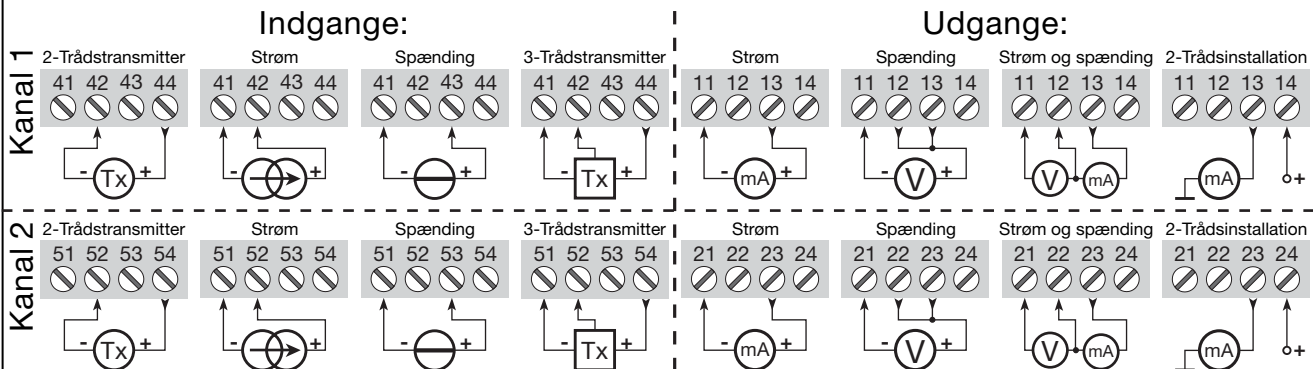 Indgange: Udgange:
Kanal 1
2-Trådstransmitter Strøm Spænding 3-Trådstransmitter Strøm Spænding Strøm og spænding 2-Trådsinstallation
41 42 43 44 41 42 43 44 41 42 43 44 41 42 43 44 11 12 13 14 11 12 13 14 11 12 13 14 11 12 13 14
- Tx + - + - + - Tx + - mA + - V + V mA mA +
Kanal 2
2-Trådstransmitter Strøm Spænding 3-Trådstransmitter Strøm Spænding Strøm og spænding 2-Trådsinstallation
51 52 53 54 51 52 53 54 51 52 53 54 51 52 53 54 21 22 23 24 21 22 23 24 21 22 23 24 21 22 23 24
- Tx + - + - + - Tx + - mA + - V + V mA mA +